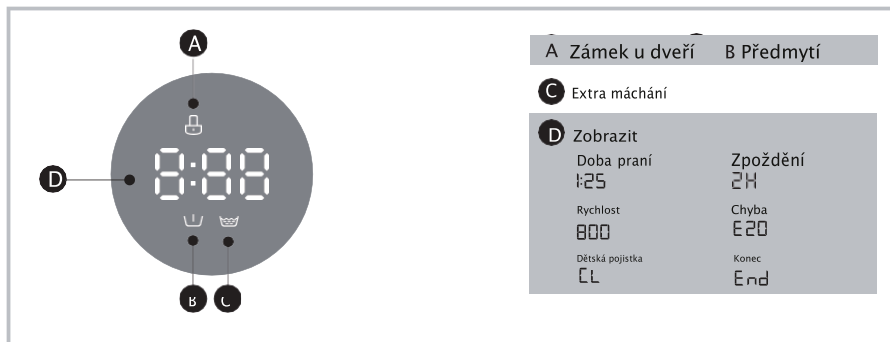 A
8:88
D
B C
A Zámek u dveří B Předmytí
C Extra máchání
D Zobrazit
Doba praní Zpoždění
1:25 2H
Rychlost Chyba
800 E20
Dětská pojistka Konec
CL End